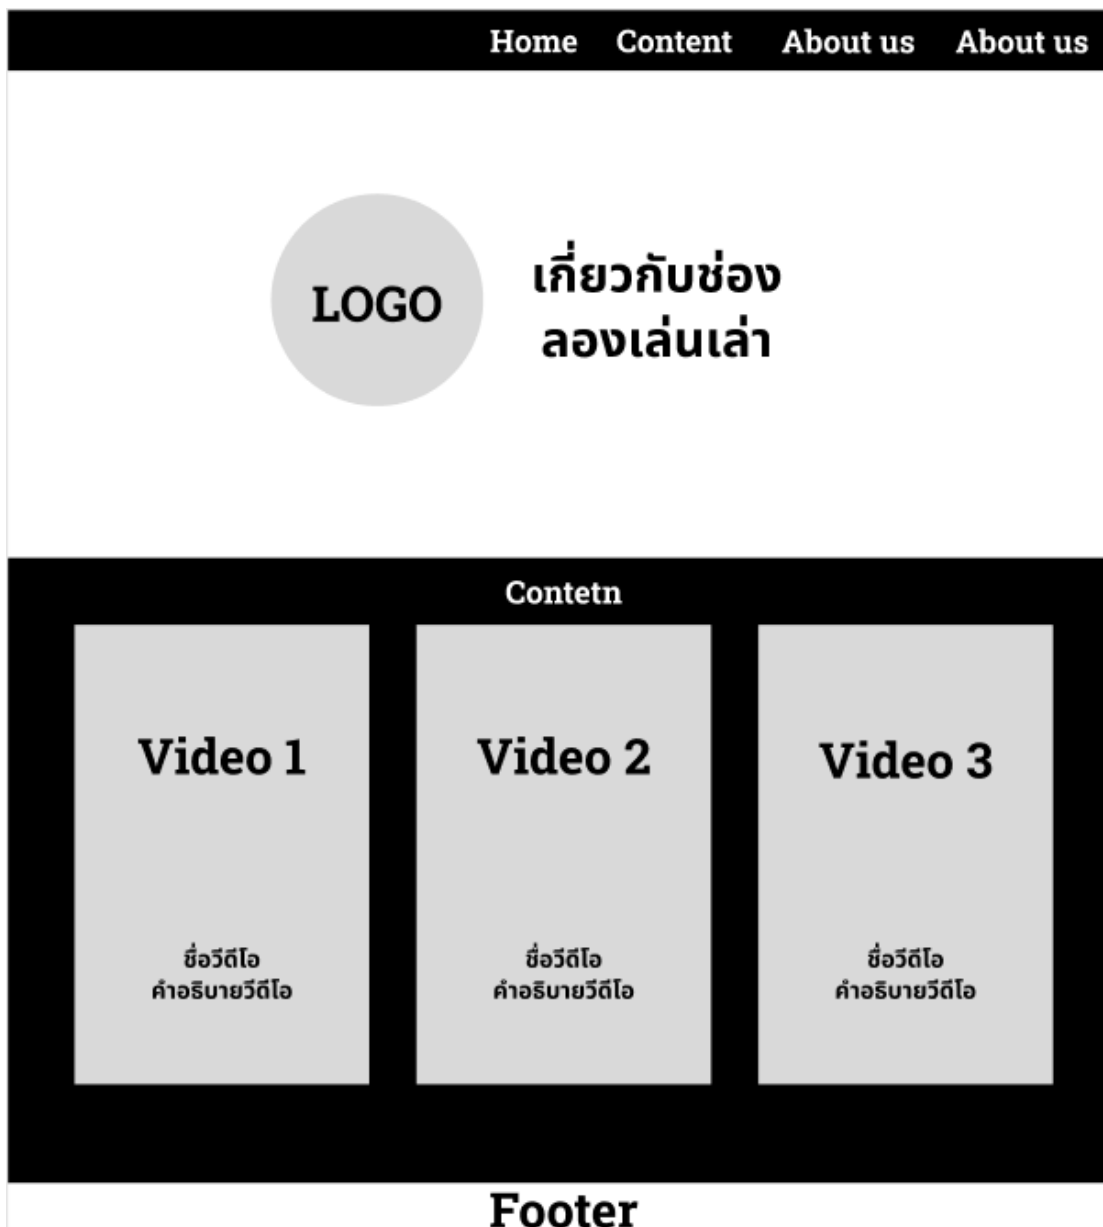 Home Content About us About us
LOGO
เกี่ยวกับช่อง
ลองเล่นเล่า
Contetn
Video 1 Video 2 Video 3
ชื่อวีดีโอ ชื่อวีดีโอ ชื่อวีดีโอ
คำอธิบายวีดีโอ คำอธิบายวีดีโอ คำอธิบายวีดีโอ
Footer